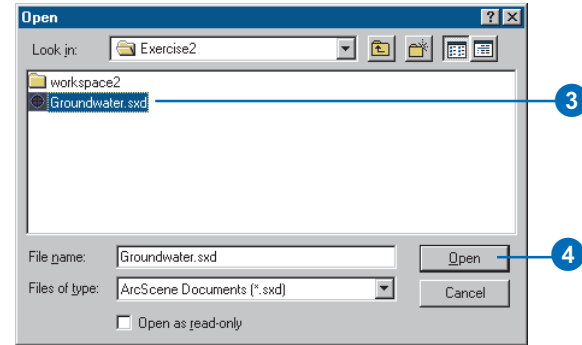 Open
Look in: Exercise2
workspace2
Groundwater.sxd
3
File name: Groundwater.sxd
Open
4
Files of type: ArcScene Documents (*.sxd)
Cancel
Open as read-only